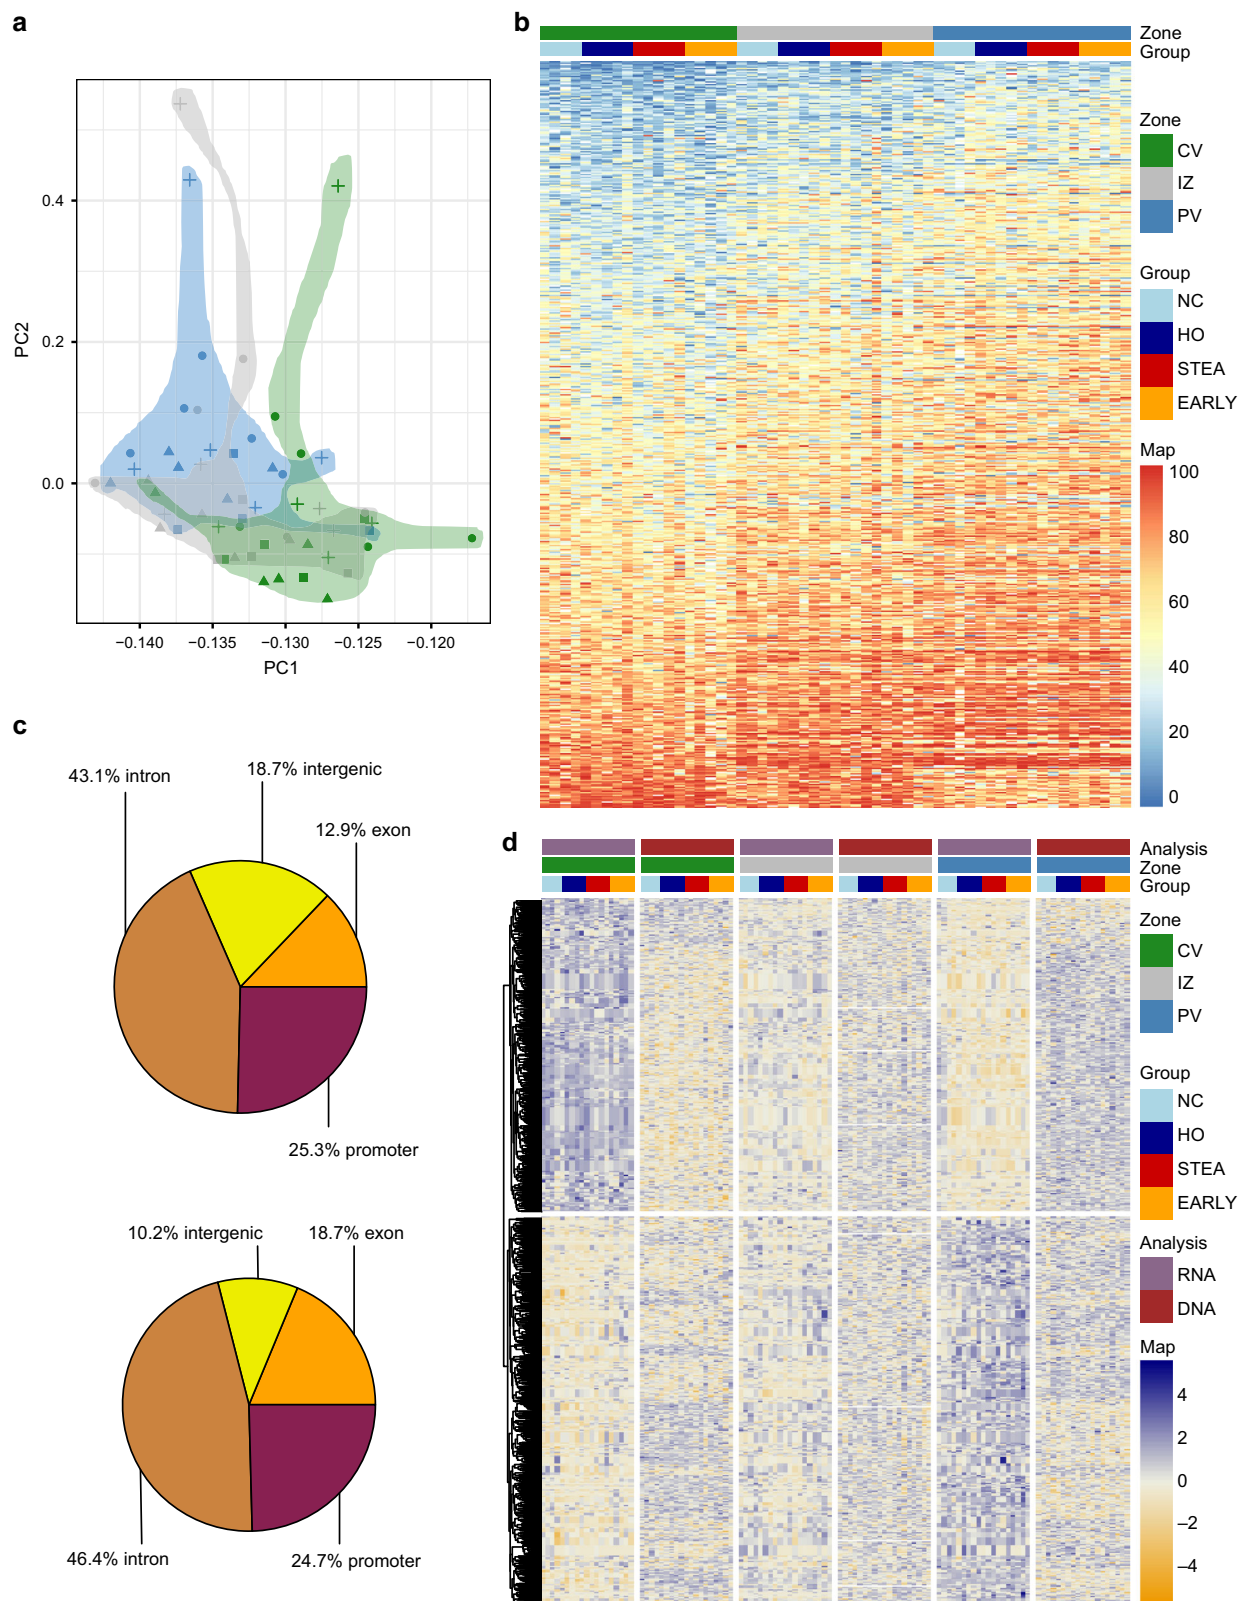 a
PC2
0.4
0.2
0.0
−0.140
−0.135
−0.130
−0.125
−0.120
PC1
b
Zone
Group
Zone
CV
IZ
PV
Group
NC
HO
STEA
EARLY
Map
100
80
60
40
20
0
c
43.1% intron
18.7% intergenic
12.9% exon
25.3% promoter
10.2% intergenic
18.7% exon
46.4% intron
24.7% promoter
d
Analysis
Zone
Group
Zone
CV
IZ
PV
Group
NC
HO
STEA
EARLY
Analysis
RNA
DNA
Map
4
2
0
−2
−4